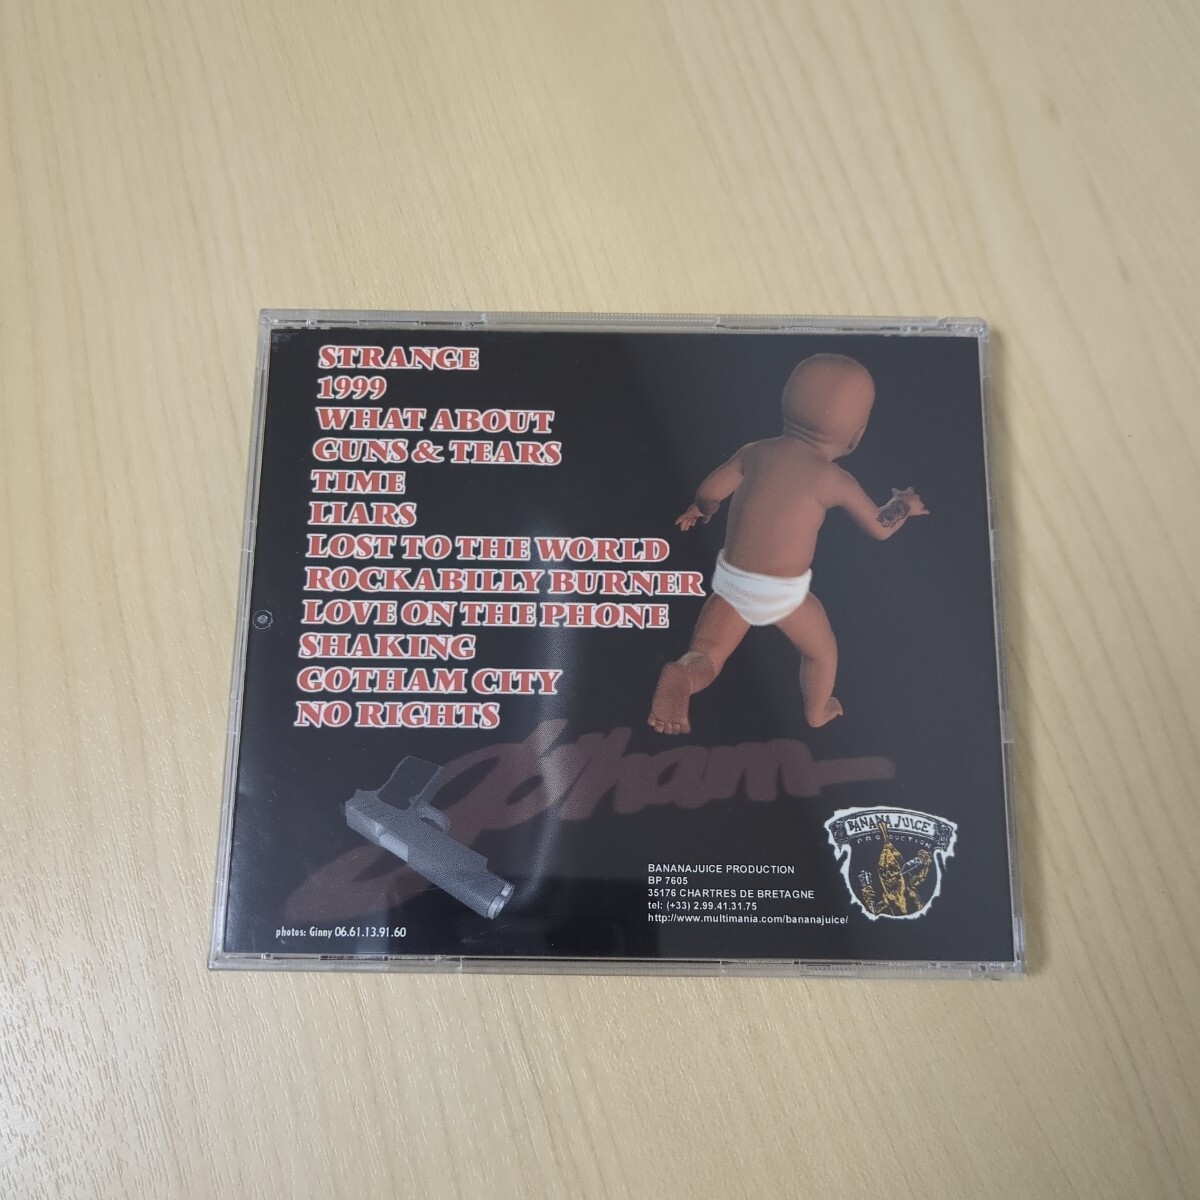 STRANGE
1999
WHAT ABOUT
GUNS & TEARS
TIME
LIARS
LOST TO THE WORLD
ROCKABILLY BURNER
LOVE ON THE PHONE
SHAKING
GOTHAM CITY
NO RIGHTS
Gotham
BANANA JUICE
PRODUCTION
BANANAJUICE PRODUCTION
BP 7605
35176 CHARTRES DE BRETAGNE
tel: (+33) 2.99.41.31.75
http://www.multimania.com/bananajuice/
photos: Ginny 06.61.13.91.60